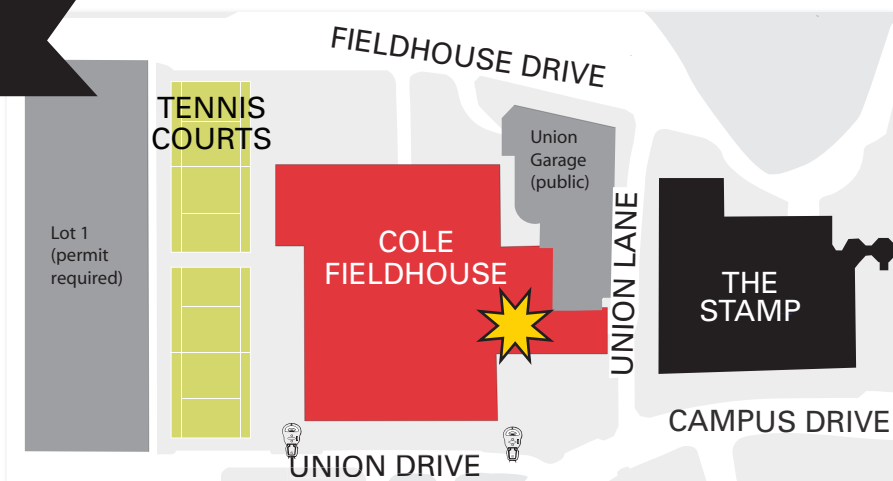 FIELDHOUSE DRIVE
TENNIS
COURTS
Union
Garage
(public)
Lot 1
(permit
required)
COLE
FIELDHOUSE
UNION LANE
THE
STAMP
CAMPUS DRIVE
UNION DRIVE